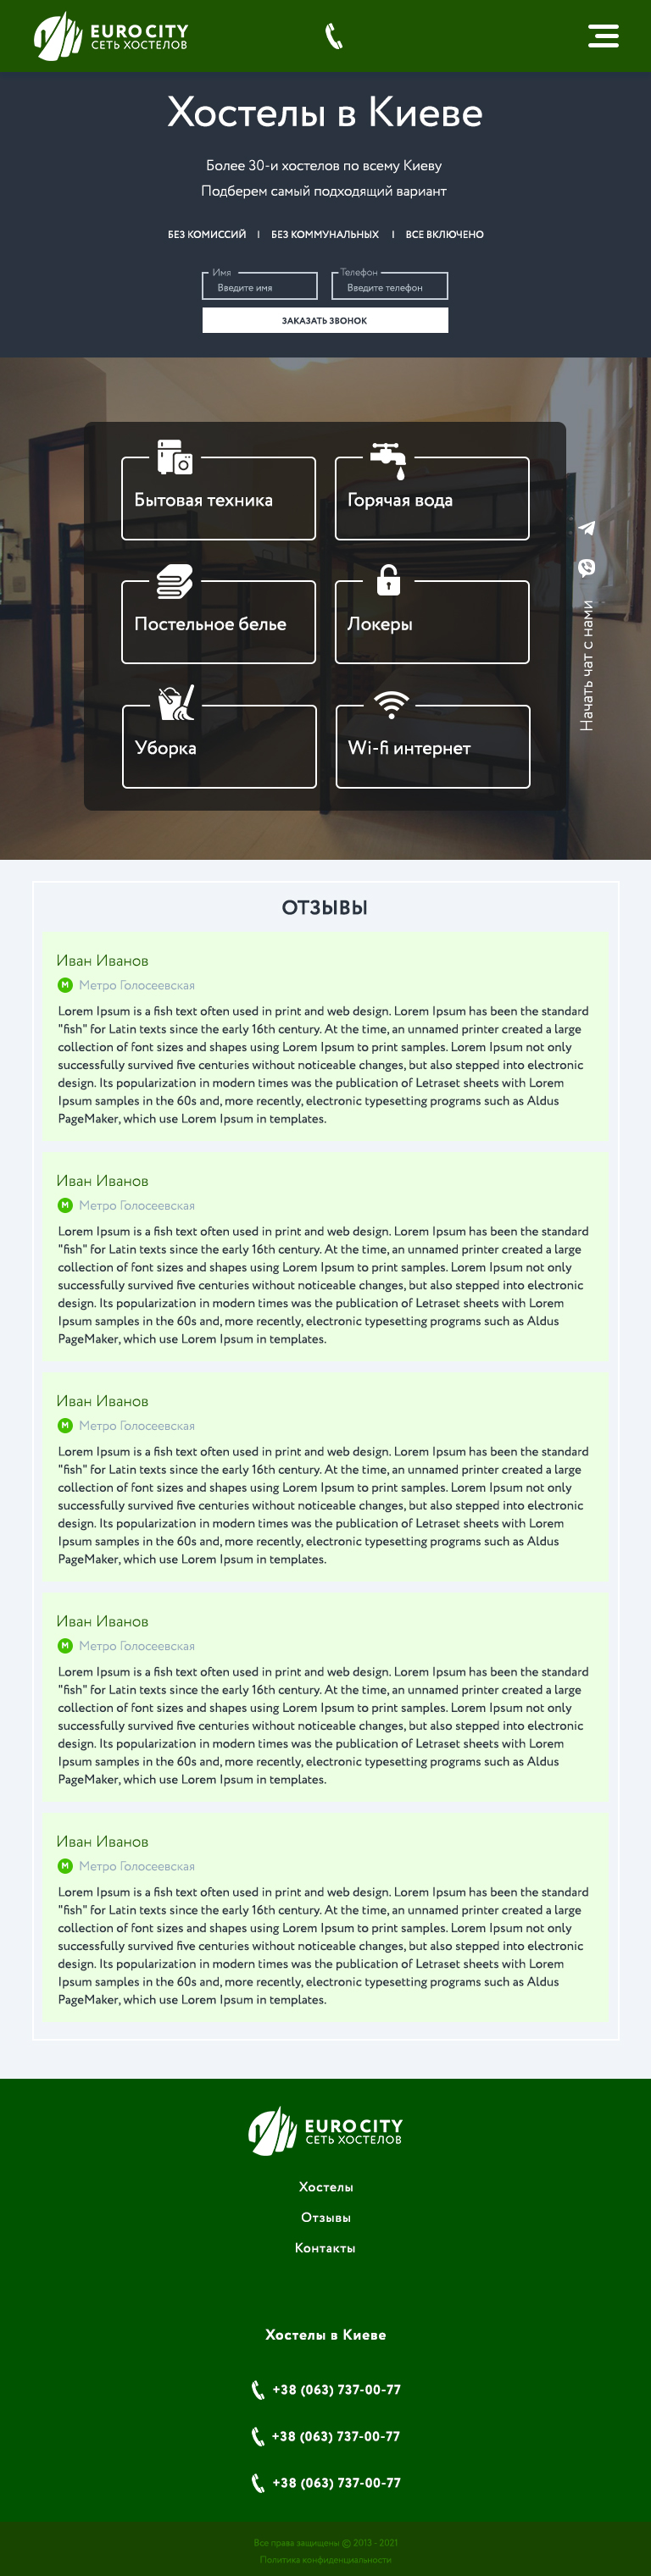 EUROCITY
СЕТЬ ХОСТЕЛОВ
Хостелы в Киеве
Более 30-и хостелов по всему Киеву
Подберем самый подходящий вариант
БЕЗ КОМИССИЙ | БЕЗ КОММУНАЛЬНЫХ | ВСЕ ВКЛЮЧЕНО
Имя Телефон
Введите имя Введите телефон
ЗАКАЗАТЬ ЗВОНОК
Бытовая техника Горячая вода
Постельное белье Локеры
Уборка Wi-fi интернет
Начать чат с нами
ОТЗЫВЫ
Иван Иванов
М Метро Голосеевская
Lorem Ipsum is a fish text often used in print and web design. Lorem Ipsum has been the standard
"fish" for Latin texts since the early 16th century. At the time, an unnamed printer created a large
collection of font sizes and shapes using Lorem Ipsum to print samples. Lorem Ipsum not only
successfully survived five centuries without noticeable changes, but also stepped into electronic
design. Its popularization in modern times was the publication of Letraset sheets with Lorem
Ipsum samples in the 60s and, more recently, electronic typesetting programs such as Aldus
PageMaker, which use Lorem Ipsum in templates.
Иван Иванов
М Метро Голосеевская
Lorem Ipsum is a fish text often used in print and web design. Lorem Ipsum has been the standard
"fish" for Latin texts since the early 16th century. At the time, an unnamed printer created a large
collection of font sizes and shapes using Lorem Ipsum to print samples. Lorem Ipsum not only
successfully survived five centuries without noticeable changes, but also stepped into electronic
design. Its popularization in modern times was the publication of Letraset sheets with Lorem
Ipsum samples in the 60s and, more recently, electronic typesetting programs such as Aldus
PageMaker, which use Lorem Ipsum in templates.
Иван Иванов
М Метро Голосеевская
Lorem Ipsum is a fish text often used in print and web design. Lorem Ipsum has been the standard
"fish" for Latin texts since the early 16th century. At the time, an unnamed printer created a large
collection of font sizes and shapes using Lorem Ipsum to print samples. Lorem Ipsum not only
successfully survived five centuries without noticeable changes, but also stepped into electronic
design. Its popularization in modern times was the publication of Letraset sheets with Lorem
Ipsum samples in the 60s and, more recently, electronic typesetting programs such as Aldus
PageMaker, which use Lorem Ipsum in templates.
Иван Иванов
М Метро Голосеевская
Lorem Ipsum is a fish text often used in print and web design. Lorem Ipsum has been the standard
"fish" for Latin texts since the early 16th century. At the time, an unnamed printer created a large
collection of font sizes and shapes using Lorem Ipsum to print samples. Lorem Ipsum not only
successfully survived five centuries without noticeable changes, but also stepped into electronic
design. Its popularization in modern times was the publication of Letraset sheets with Lorem
Ipsum samples in the 60s and, more recently, electronic typesetting programs such as Aldus
PageMaker, which use Lorem Ipsum in templates.
Иван Иванов
М Метро Голосеевская
Lorem Ipsum is a fish text often used in print and web design. Lorem Ipsum has been the standard
"fish" for Latin texts since the early 16th century. At the time, an unnamed printer created a large
collection of font sizes and shapes using Lorem Ipsum to print samples. Lorem Ipsum not only
successfully survived five centuries without noticeable changes, but also stepped into electronic
design. Its popularization in modern times was the publication of Letraset sheets with Lorem
Ipsum samples in the 60s and, more recently, electronic typesetting programs such as Aldus
PageMaker, which use Lorem Ipsum in templates.
EUROCITY
СЕТЬ ХОСТЕЛОВ
Хостелы
Отзывы
Контакты
Хостелы в Киеве
+38 (063) 737-00-77
+38 (063) 737-00-77
+38 (063) 737-00-77
Все права защищены © 2013 - 2021
Политика конфиденциальности